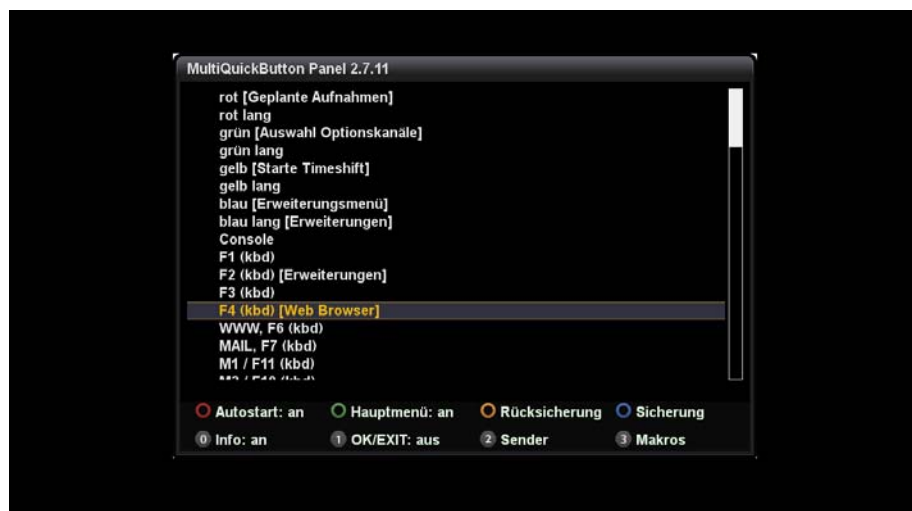 MultiQuickButton Panel 2.7.11
rot [Geplante Aufnahmen]
rot lang
grün [Auswahl Optionskanäle]
grün lang
gelb [Starte Timeshift]
gelb lang
blau [Erweiterungsmenü]
blau lang [Erweiterungen]
Console
F1 (kbd)
F2 (kbd) [Erweiterungen]
F3 (kbd)
F4 (kbd) [Web Browser]
WWW, F6 (kbd)
MAIL, F7 (kbd)
M1 / F11 (kbd)
Autostart: an Hauptmenü: an Rücksicherung Sicherung
0 Info: an 1 OK/EXIT: aus 2 Sender 3 Makros